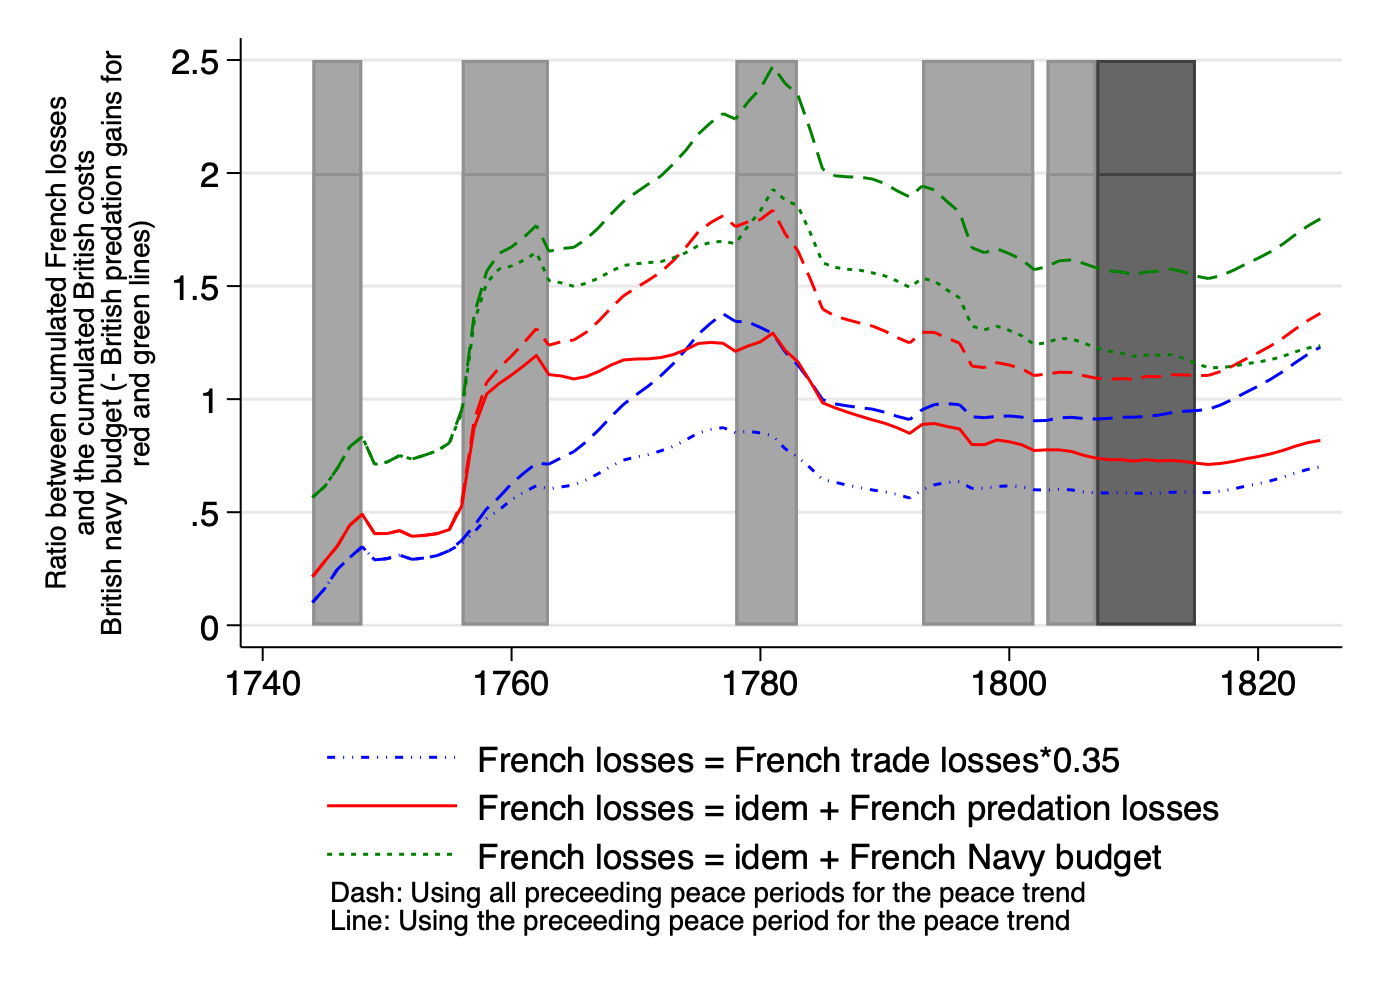 Ratio between cumulated French losses
and the cumulated British costs
British navy budget (- British predation gains for
red and green lines)
2.5
2
1.5
1
.5
0
1740
1760
1780
1800
1820
French losses = French trade losses*0.35
French losses = idem + French predation losses
French losses = idem + French Navy budget
Dash: Using all preceeding peace periods for the peace trend
Line: Using the preceeding peace period for the peace trend